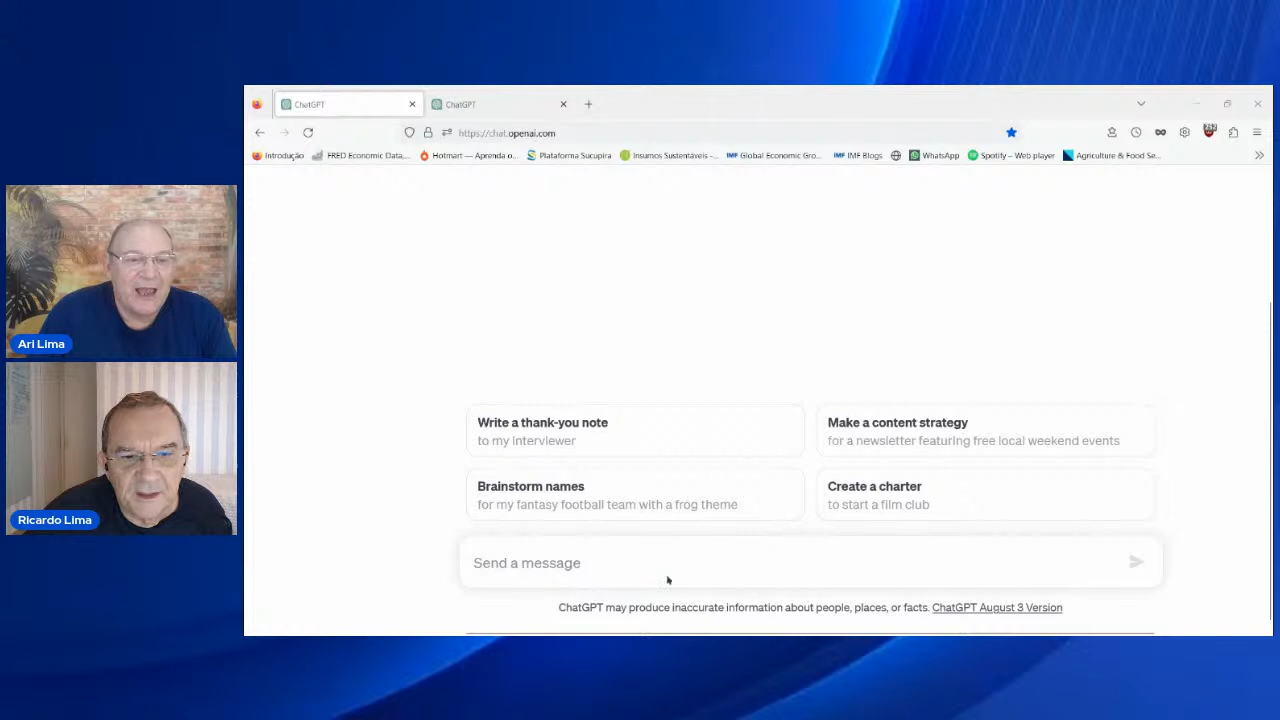 ChatGPT
ChatGPT
https://chat.openai.com
Introdução
FRED Economic Data,...
Hotmart — Aprenda o...
Plataforma Sucupira
Insumos Sustentáveis -...
IMF Global Economic Gro...
IMF Blogs
WhatsApp
Spotify – Web player
Agriculture & Food Se...
Ari Lima
Ricardo Lima
Write a thank-you note
to my interviewer
Make a content strategy
for a newsletter featuring free local weekend events
Brainstorm names
for my fantasy football team with a frog theme
Create a charter
to start a film club
Send a message
ChatGPT may produce inaccurate information about people, places, or facts. ChatGPT August 3 Version